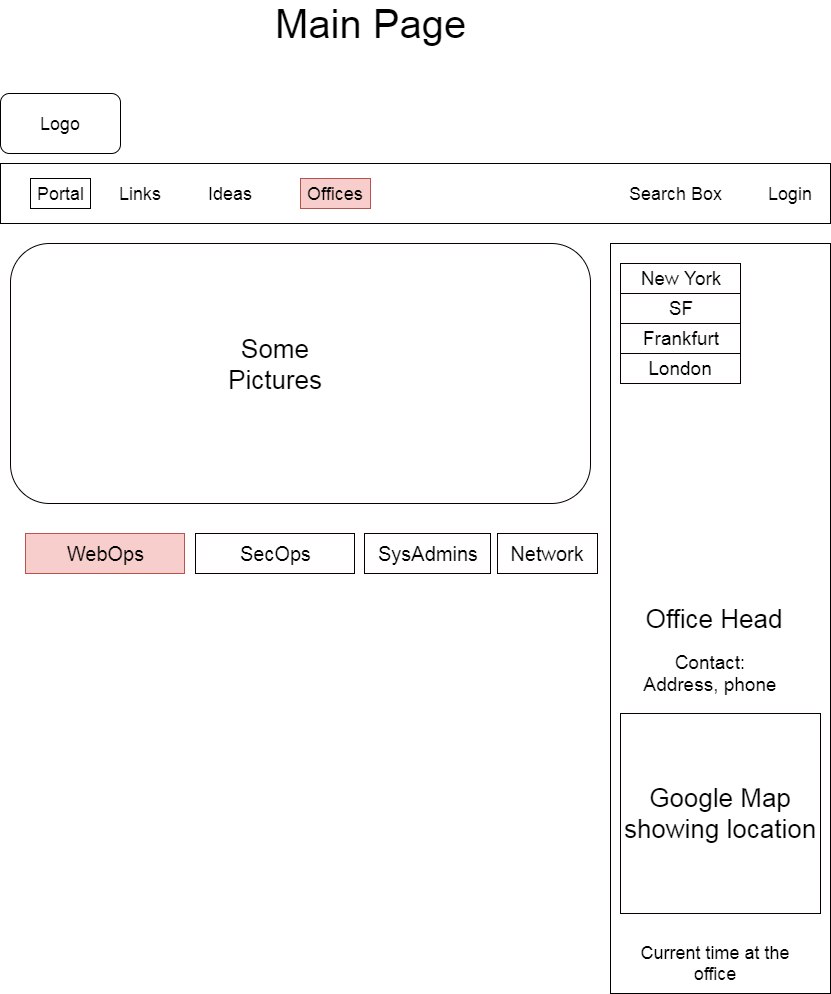 Main Page
Logo
Portal
Links
Ideas
Offices
Search Box
Login
Some
Pictures
New York
SF
Frankfurt
London
WebOps
SecOps
SysAdmins
Network
Office Head
Contact:
Address, phone
Google Map
showing location
Current time at the
office